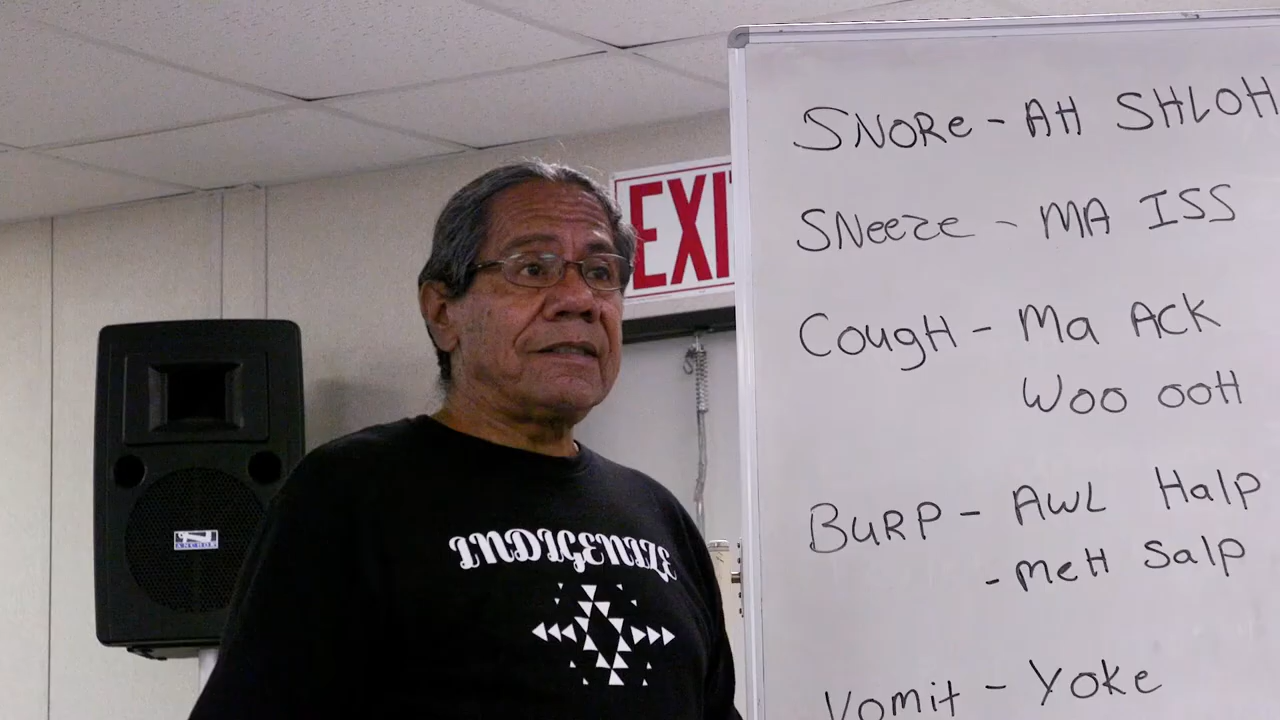 EXIT
SNORe - AH SHLOH
SNeeze - MA ISS
CougH - Ma ACK
Woo ooH
BuRP - AWL Halp
- MeH Salp
Vomit - Yoke
INDIGENIZE
ANCHOR